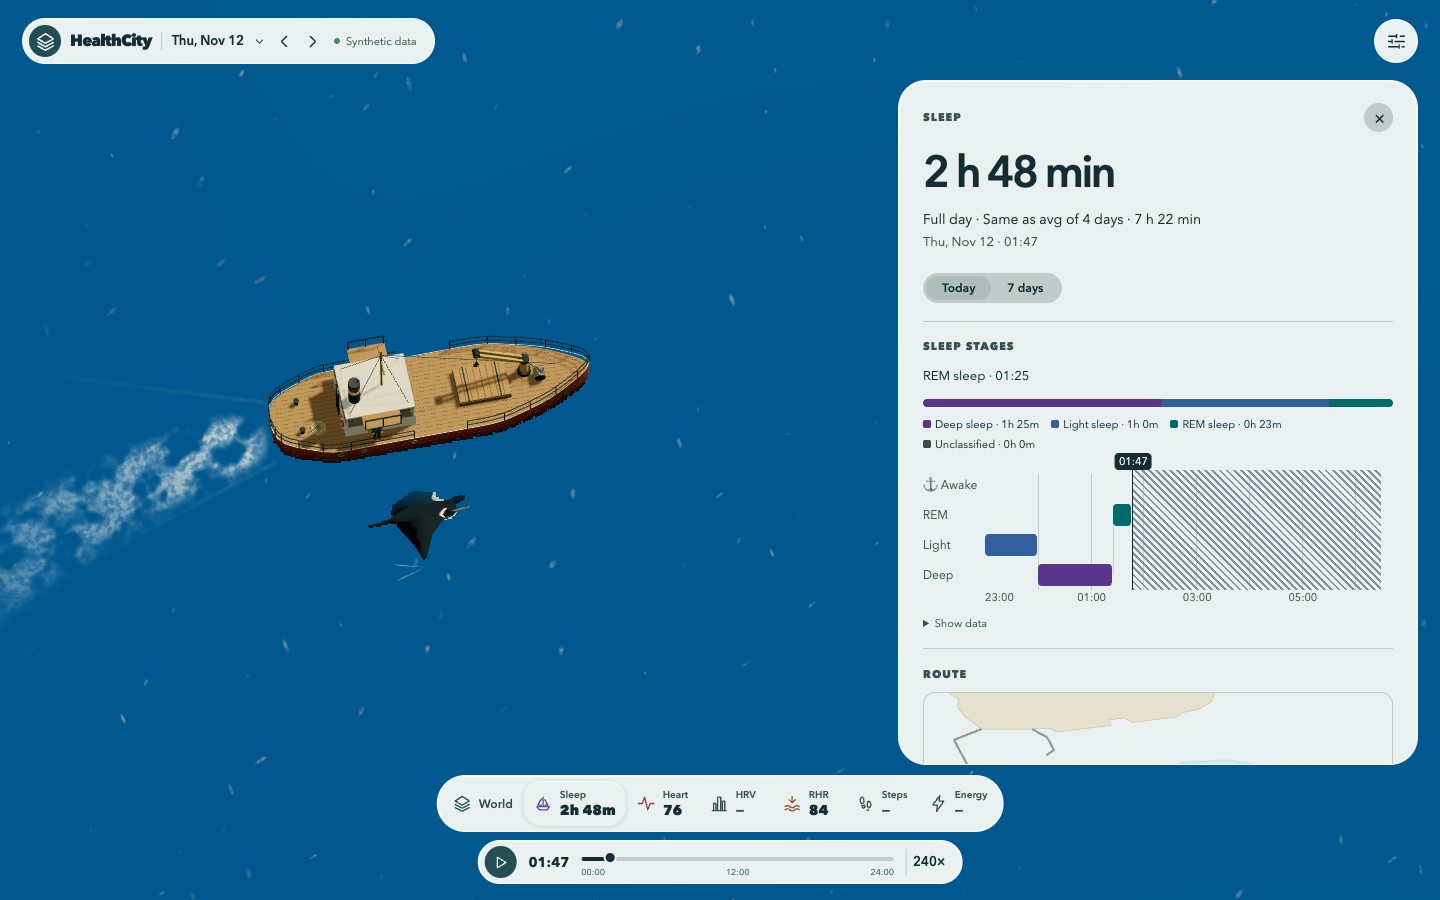 HealthCity Thu, Nov 12 Synthetic data
SLEEP
2 h 48 min
Full day · Same as avg of 4 days · 7 h 22 min
Thu, Nov 12 · 01:47
Today 7 days
SLEEP STAGES
REM sleep · 01:25
Deep sleep · 1h 25m Light sleep · 1h 0m REM sleep · 0h 23m
Unclassified · 0h 0m
01:47
Awake
REM
Light
Deep
23:00 01:00 03:00 05:00
Show data
ROUTE
World
Sleep
2h 48m
Heart
76
HRV
–
RHR
84
Steps
–
Energy
–
01:47
00:00 12:00 24:00
240×